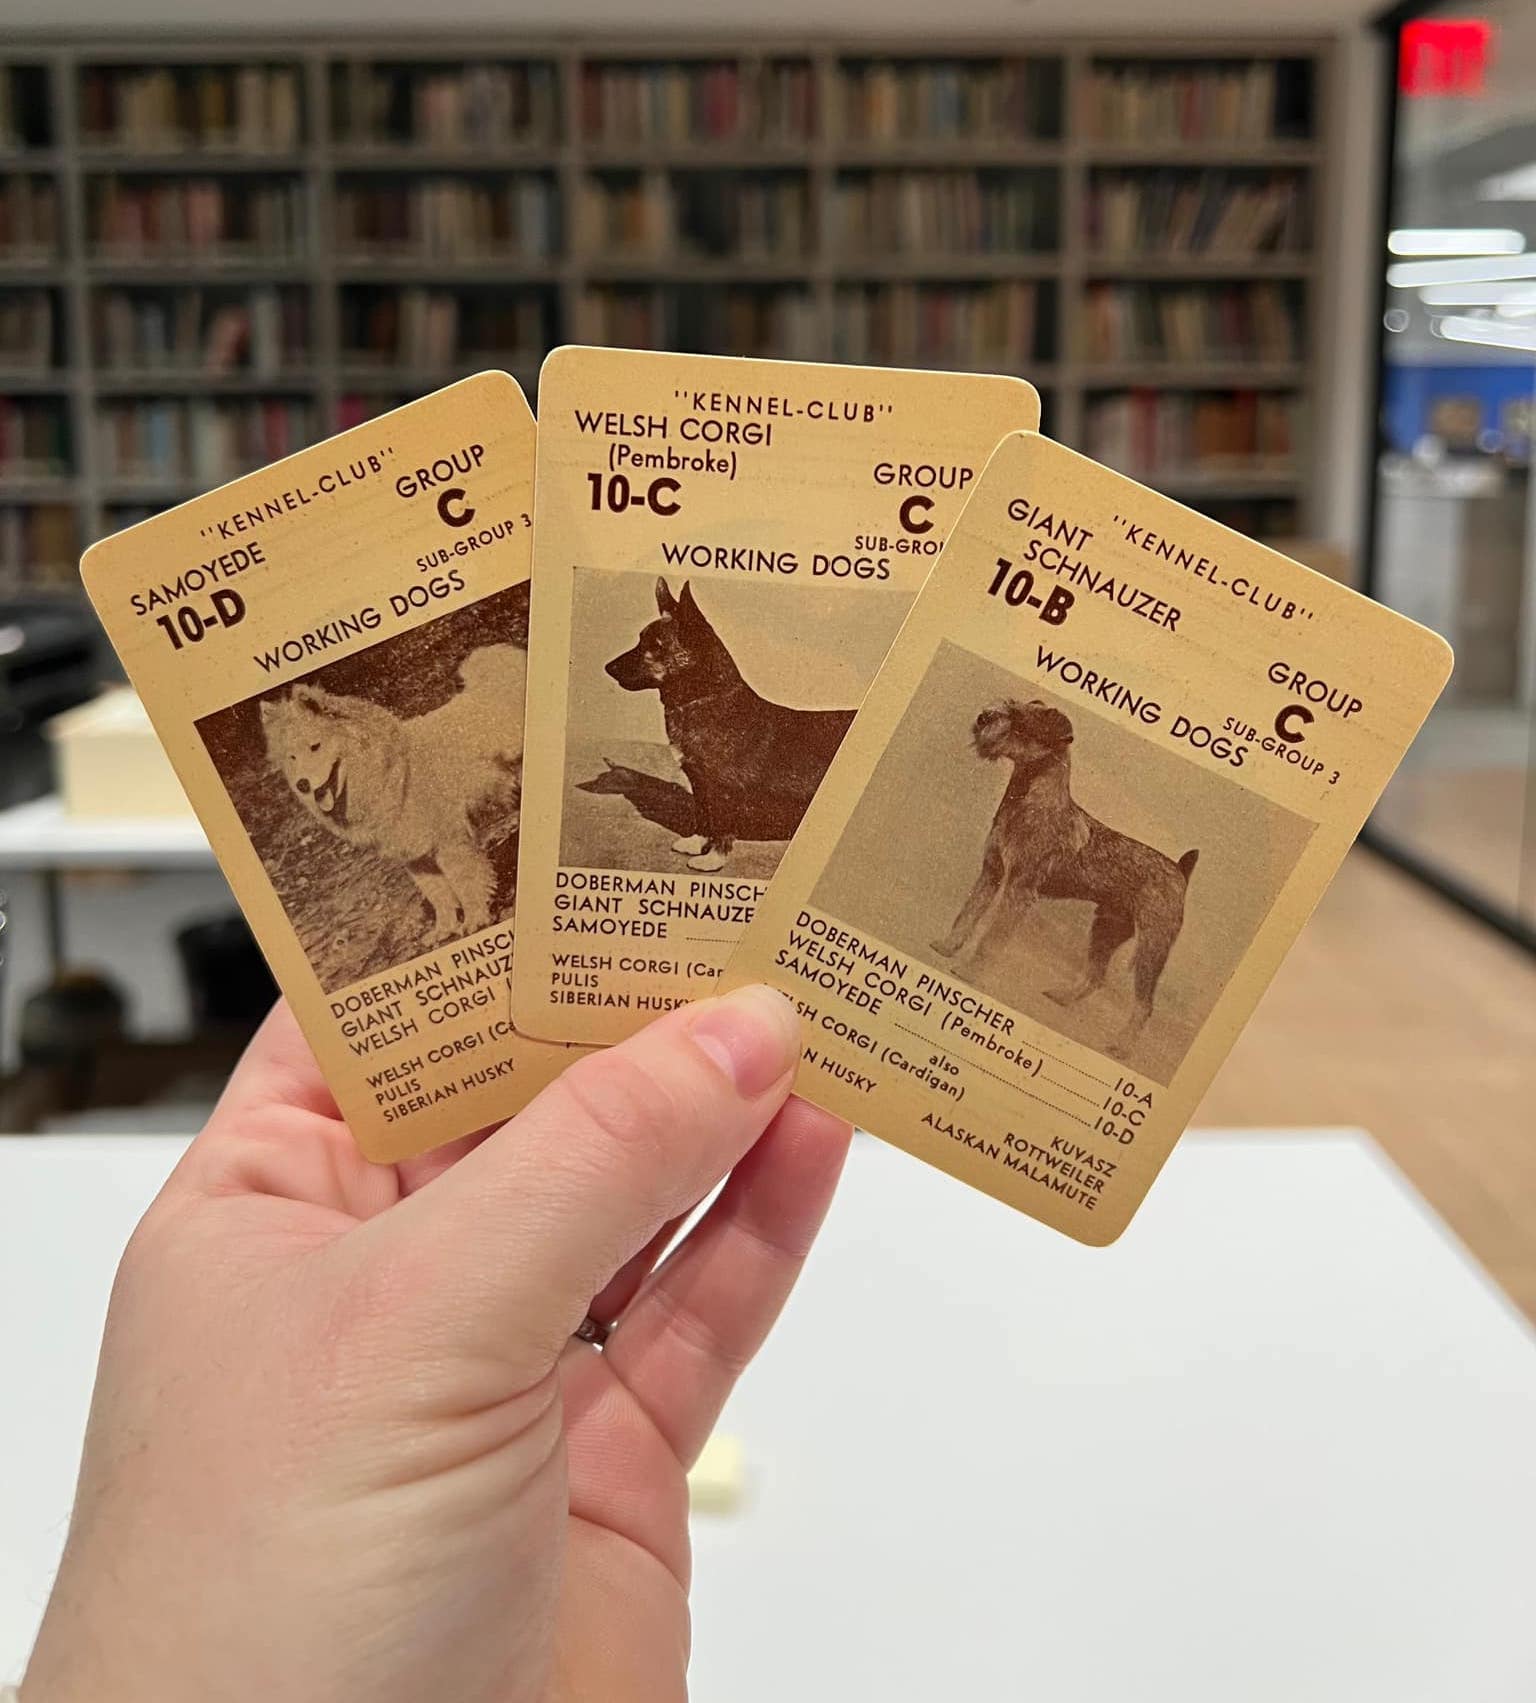 "KENNEL-CLUB"
SAMOYEDE
10-D
GROUP
C
SUB-GROUP 3
WORKING DOGS
DOBERMAN
GIANT
WELSH CORGI
WELSH CORGI
PULIS
SIBERIAN HUSKY
"KENNEL-CLUB"
WELSH CORGI
(Pembroke)
10-C
GROUP
C
WORKING DOGS
DOBERMAN
GIANT
SAMOYEDE
WELSH CORGI
PULIS
SIBERIAN
"KENNEL-CLUB"
GIANT
SCHNAUZER
10-B
GROUP
C
SUB-GROUP 3
WORKING DOGS
DOBERMAN PINSCHER ........ 10-A
WELSH CORGI (Pembroke) ........ 10-C
SAMOYEDE ........ 10-D
also
CORGI (Cardigan)
KUVASZ
ROTTWEILER
HUSKY
ALASKAN MALAMUTE